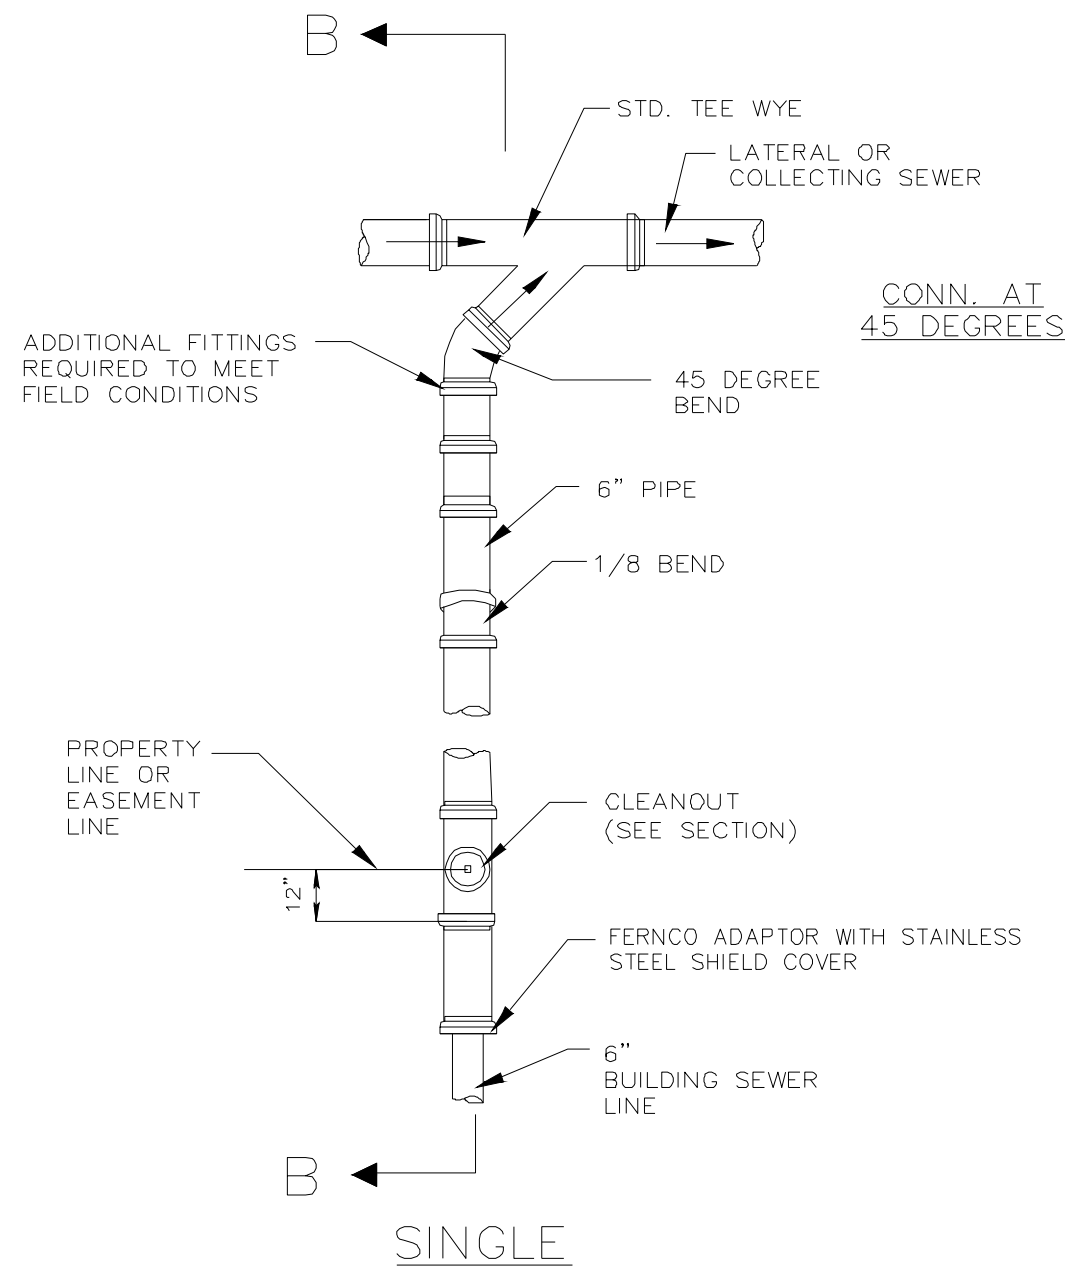 B
STD. TEE WYE
LATERAL OR
COLLECTING SEWER
CONN. AT
45 DEGREES
ADDITIONAL FITTINGS
REQUIRED TO MEET
FIELD CONDITIONS
45 DEGREE
BEND
6" PIPE
1/8 BEND
PROPERTY
LINE OR
EASEMENT
LINE
CLEANOUT
(SEE SECTION)
12"
FERNCO ADAPTOR WITH STAINLESS
STEEL SHIELD COVER
6"
BUILDING SEWER
LINE
B
SINGLE